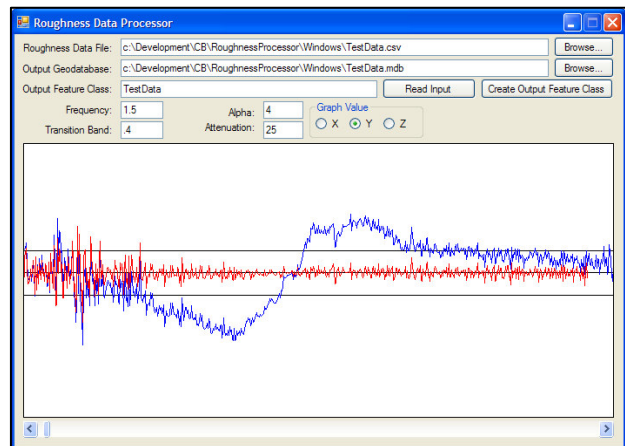 Roughness Data Processor
Roughness Data File: c:\Development\CB\RoughnessProcessor\Windows\TestData.csv Browse...
Output Geodatabase: c:\Development\CB\RoughnessProcessor\Windows\TestData.mdb Browse...
Output Feature Class: TestData Read Input Create Output Feature Class
Frequency: 1.5 Alpha: 4 Graph Value
Transition Band: .4 Attenuation: 25 X Y Z